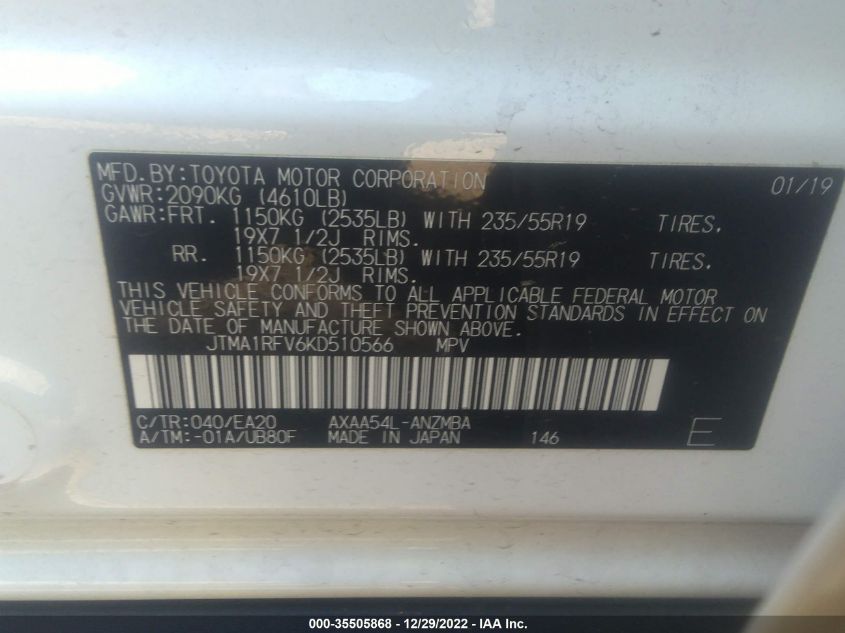 MFD.BY:TOYOTA MOTOR CORPORATION 01/19
GVWR:2090KG (4610LB)
GAWR:FRT. 1150KG (2535LB) WITH 235/55R19 TIRES,
19X7 1/2J RIMS.
RR. 1150KG (2535LB) WITH 235/55R19 TIRES,
19X7 1/2J RIMS.
THIS VEHICLE CONFORMS TO ALL APPLICABLE FEDERAL MOTOR
VEHICLE SAFETY AND THEFT PREVENTION STANDARDS IN EFFECT ON
THE DATE OF MANUFACTURE SHOWN ABOVE.
JTMA1RFV6KD510566 MPV
C/TR:040/EA20 AXAA54L-ANZMBA
A/TM:-01A/UB80F MADE IN JAPAN 146 E
000-35505868 - 12/29/2022 - IAA Inc.